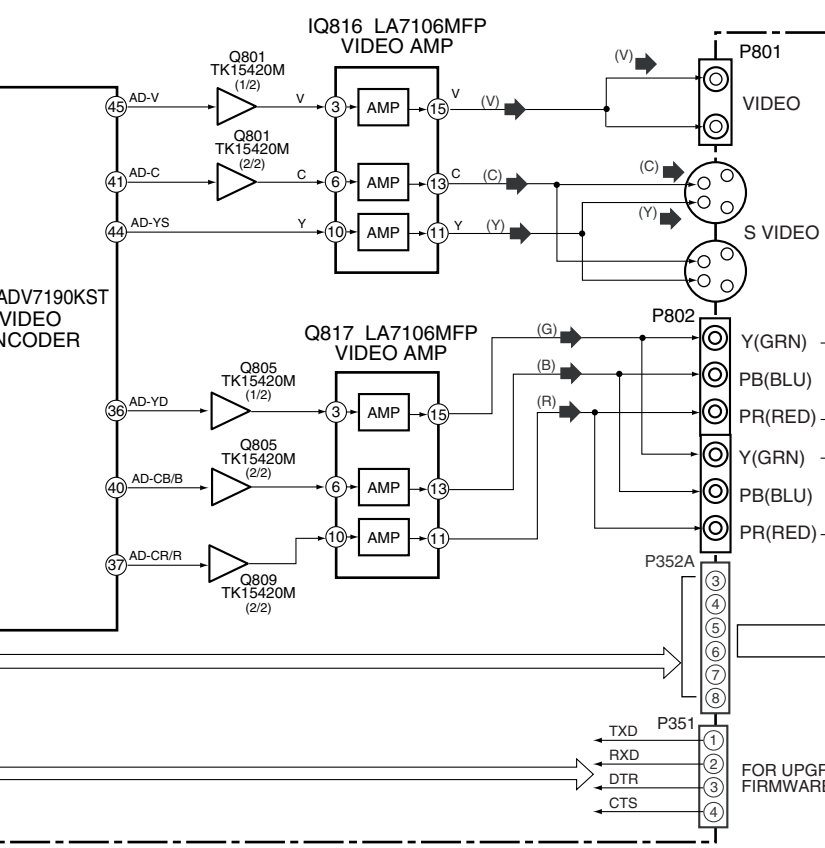 IQ816 LA7106MFP
VIDEO AMP
Q801
TK15420M
(1/2)
45 AD-V
V
3
AMP
15
V
(V)
(V)
P801
VIDEO
Q801
TK15420M
(2/2)
41 AD-C
C
6
AMP
13
C
(C)
(C)
44 AD-YS
Y
10
AMP
11
Y
(Y)
(Y)
S VIDEO
ADV7190KST
VIDEO
NCODER
Q817 LA7106MFP
VIDEO AMP
P802
Q805
TK15420M
(1/2)
36 AD-YD
3
AMP
15
(G)
(B)
(R)
Y(GRN)
PB(BLU)
PR(RED)
Y(GRN)
PB(BLU)
PR(RED)
Q805
TK15420M
(2/2)
40 AD-CB/B
6
AMP
13
10
AMP
11
37 AD-CR/R
Q809
TK15420M
(2/2)
P352A
3
4
5
6
7
8
P351
TXD
1
RXD
2
DTR
3
CTS
4
FOR UPGR
FIRMWARE